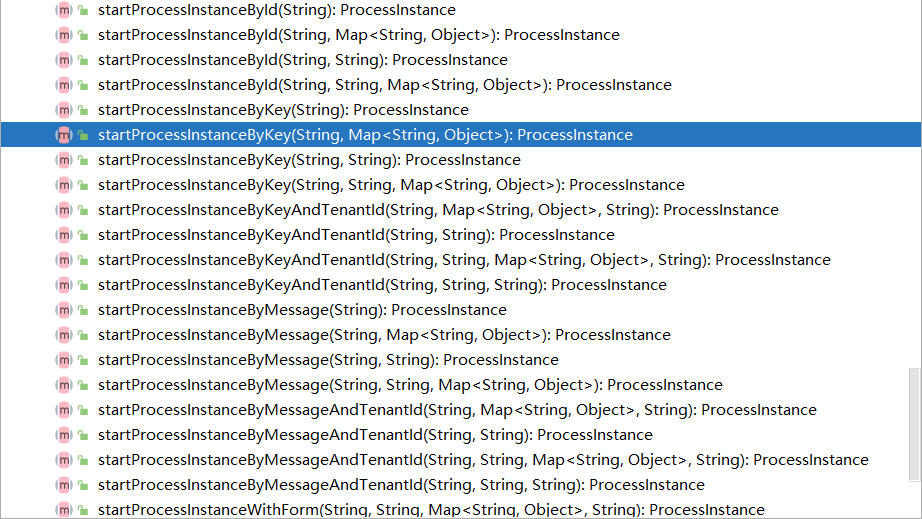 startProcessInstanceById(String): ProcessInstance
startProcessInstanceById(String, Map<String, Object>): ProcessInstance
startProcessInstanceById(String, String): ProcessInstance
startProcessInstanceById(String, String, Map<String, Object>): ProcessInstance
startProcessInstanceByKey(String): ProcessInstance
startProcessInstanceByKey(String, Map<String, Object>): ProcessInstance
startProcessInstanceByKey(String, String): ProcessInstance
startProcessInstanceByKey(String, String, Map<String, Object>): ProcessInstance
startProcessInstanceByKeyAndTenantId(String, Map<String, Object>, String): ProcessInstance
startProcessInstanceByKeyAndTenantId(String, String): ProcessInstance
startProcessInstanceByKeyAndTenantId(String, String, Map<String, Object>, String): ProcessInstance
startProcessInstanceByKeyAndTenantId(String, String, String): ProcessInstance
startProcessInstanceByMessage(String): ProcessInstance
startProcessInstanceByMessage(String, Map<String, Object>): ProcessInstance
startProcessInstanceByMessage(String, String): ProcessInstance
startProcessInstanceByMessage(String, String, Map<String, Object>): ProcessInstance
startProcessInstanceByMessageAndTenantId(String, Map<String, Object>, String): ProcessInstance
startProcessInstanceByMessageAndTenantId(String, String): ProcessInstance
startProcessInstanceByMessageAndTenantId(String, String, Map<String, Object>, String): ProcessInstance
startProcessInstanceByMessageAndTenantId(String, String, String): ProcessInstance
startProcessInstanceWithForm(String, String, Map<String, Object>, String): ProcessInstance